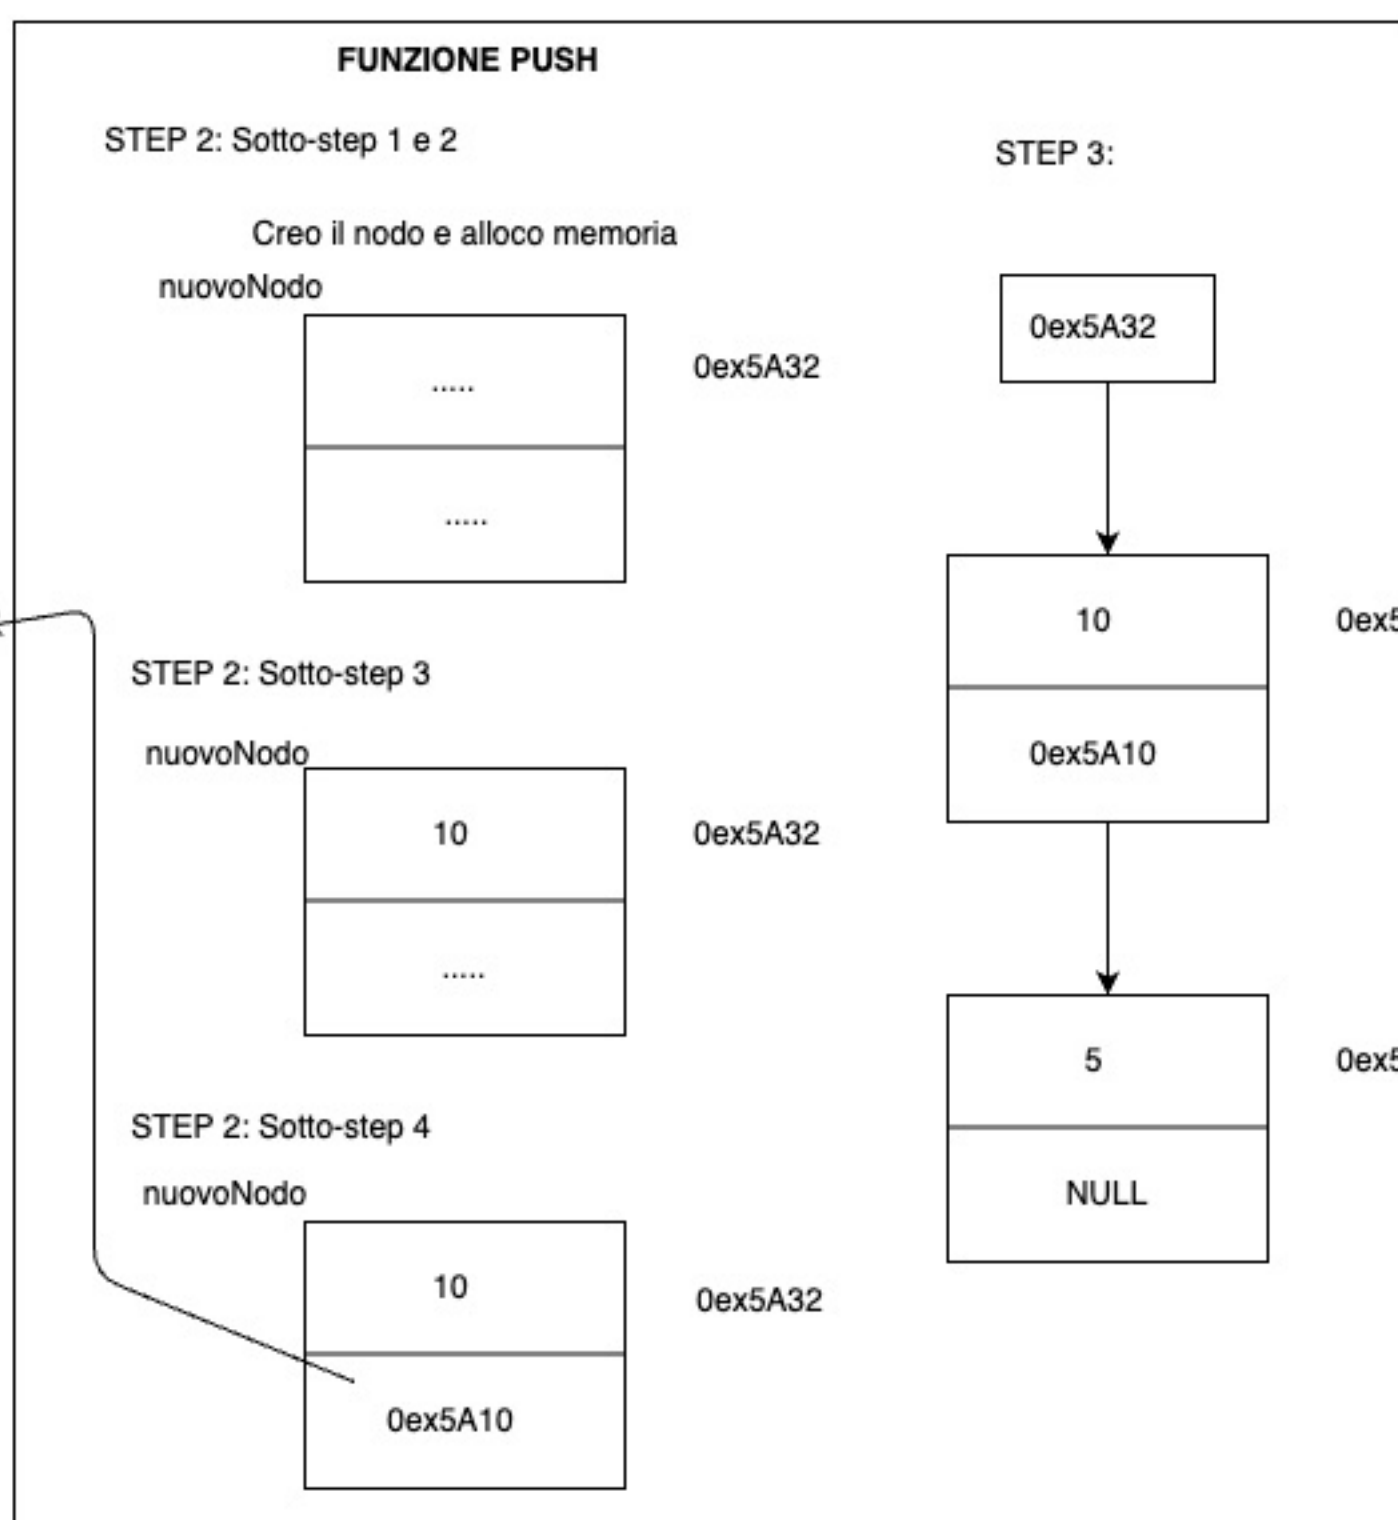 FUNZIONE PUSH
STEP 2: Sotto-step 1 e 2
Creo il nodo e alloco memoria
nuovoNodo
.....
0ex5A32
.....
STEP 2: Sotto-step 3
nuovoNodo
10
0ex5A32
.....
STEP 2: Sotto-step 4
nuovoNodo
10
0ex5A32
0ex5A10
STEP 3:
0ex5A32
10
0ex5A10
5
NULL